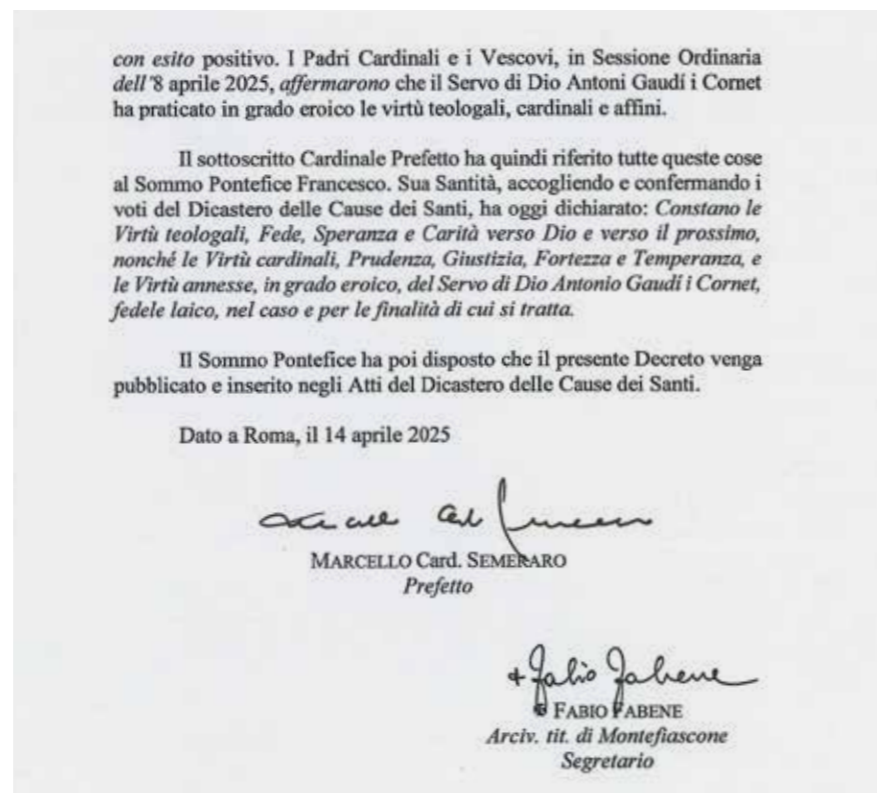 con esito positivo. I Padri Cardinali e i Vescovi, in Sessione Ordinaria
dell'8 aprile 2025, affermarono che il Servo di Dio Antoni Gaudí i Cornet
ha praticato in grado eroico le virtù teologali, cardinali e affini.
Il sottoscritto Cardinale Prefetto ha quindi riferito tutte queste cose
al Sommo Pontefice Francesco. Sua Santità, accogliendo e confermando i
voti del Dicastero delle Cause dei Santi, ha oggi dichiarato: Constano le
Virtù teologali, Fede, Speranza e Carità verso Dio e verso il prossimo,
nonché le Virtù cardinali, Prudenza, Giustizia, Fortezza e Temperanza, e
le Virtù annesse, in grado eroico, del Servo di Dio Antonio Gaudí i Cornet,
fedele laico, nel caso e per le finalità di cui si tratta.
Il Sommo Pontefice ha poi disposto che il presente Decreto venga
pubblicato e inserito negli Atti del Dicastero delle Cause dei Santi.
Dato a Roma, il 14 aprile 2025
MARCELLO Card. SEMERARO
Prefetto
+ Fabio Fabene
✠ FABIO FABENE
Arciv. tit. di Montefiascone
Segretario